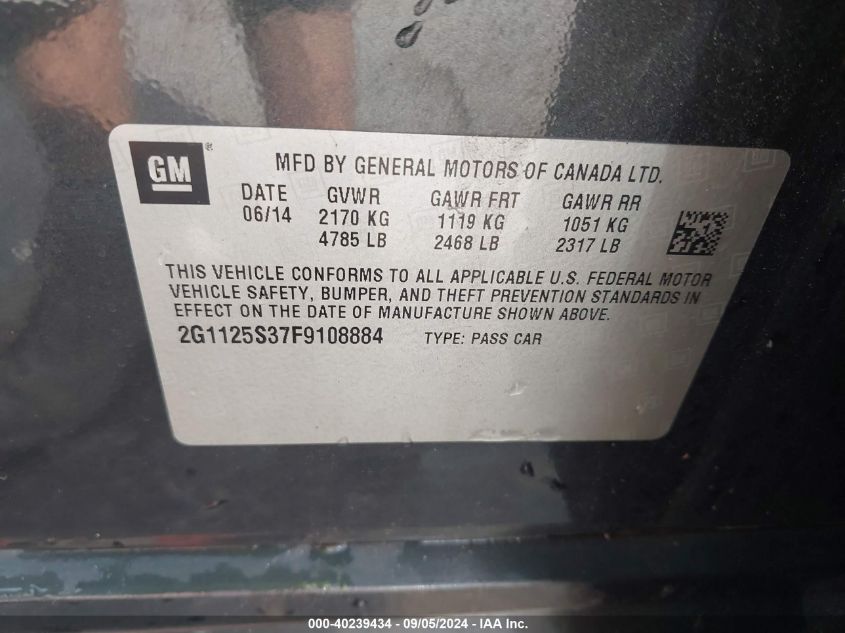 GM®
MFD BY GENERAL MOTORS OF CANADA LTD.
DATE GVWR GAWR FRT GAWR RR
06/14 2170 KG 1119 KG 1051 KG
4785 LB 2468 LB 2317 LB
THIS VEHICLE CONFORMS TO ALL APPLICABLE U.S. FEDERAL MOTOR
VEHICLE SAFETY, BUMPER, AND THEFT PREVENTION STANDARDS IN
EFFECT ON THE DATE OF MANUFACTURE SHOWN ABOVE.
2G1125S37F9108884 TYPE: PASS CAR
000-40239434 - 09/05/2024 - IAA Inc.